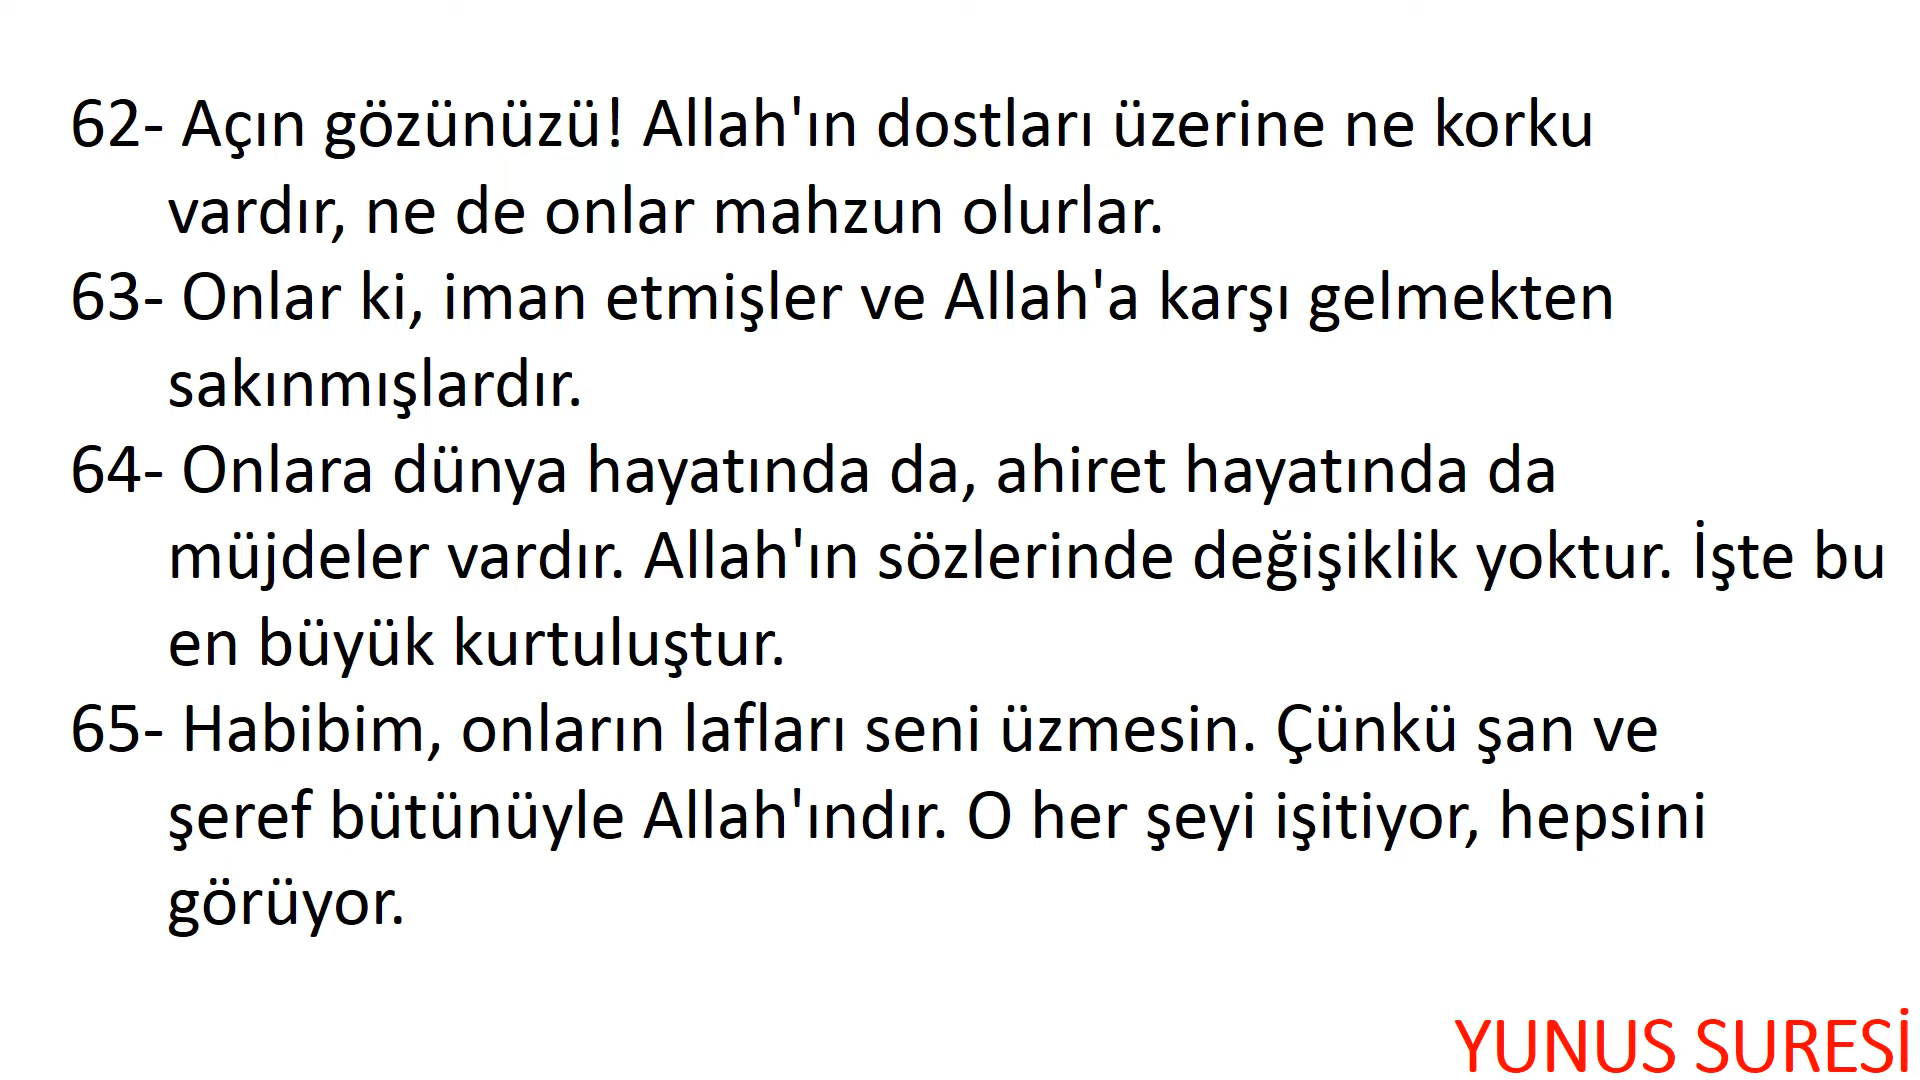 62- Açın gözünüzü! Allah'ın dostları üzerine ne korku
vardır, ne de onlar mahzun olurlar.
63- Onlar ki, iman etmişler ve Allah'a karşı gelmekten
sakınmışlardır.
64- Onlara dünya hayatında da, ahiret hayatında da
müjdeler vardır. Allah'ın sözlerinde değişiklik yoktur. İşte bu
en büyük kurtuluştur.
65- Habibim, onların lafları seni üzmesin. Çünkü şan ve
şeref bütünüyle Allah'ındır. O her şeyi işitiyor, hepsini
görüyor.
YUNUS SURESİ